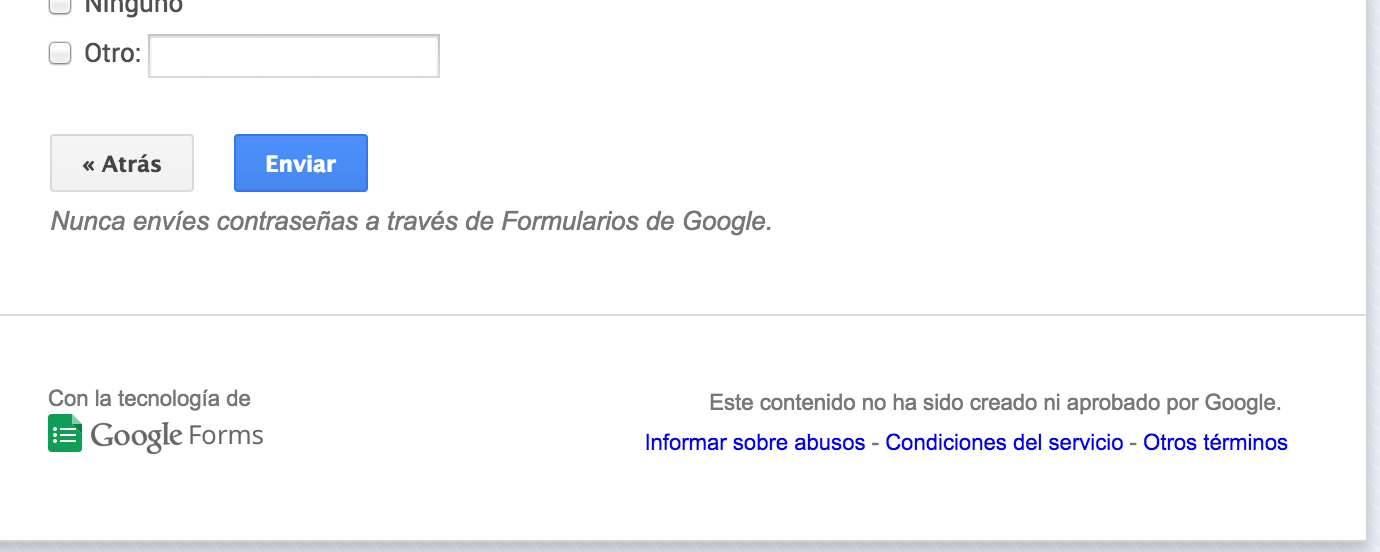 Ninguno
Otro:
« Atrás
Enviar
Nunca envíes contraseñas a través de Formularios de Google.
Con la tecnología de
Google Forms
Este contenido no ha sido creado ni aprobado por Google.
Informar sobre abusos - Condiciones del servicio - Otros términos